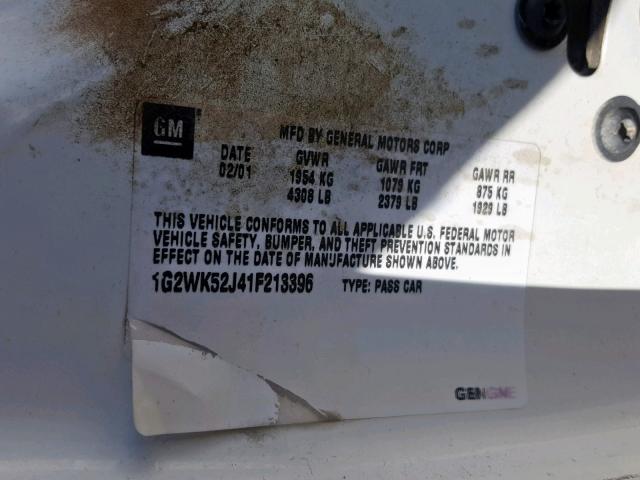 GM
MFD BY GENERAL MOTORS CORP
DATE GVWR GAWR FRT GAWR RR
02/01 1954 KG 1079 KG 875 KG
4308 LB 2379 LB 1929 LB
THIS VEHICLE CONFORMS TO ALL APPLICABLE U.S. FEDERAL MOTOR
VEHICLE SAFETY, BUMPER, AND THEFT PREVENTION STANDARDS IN
EFFECT ON THE DATE OF MANUFACTURE SHOWN ABOVE.
1G2WK52J41F213396 TYPE: PASS CAR